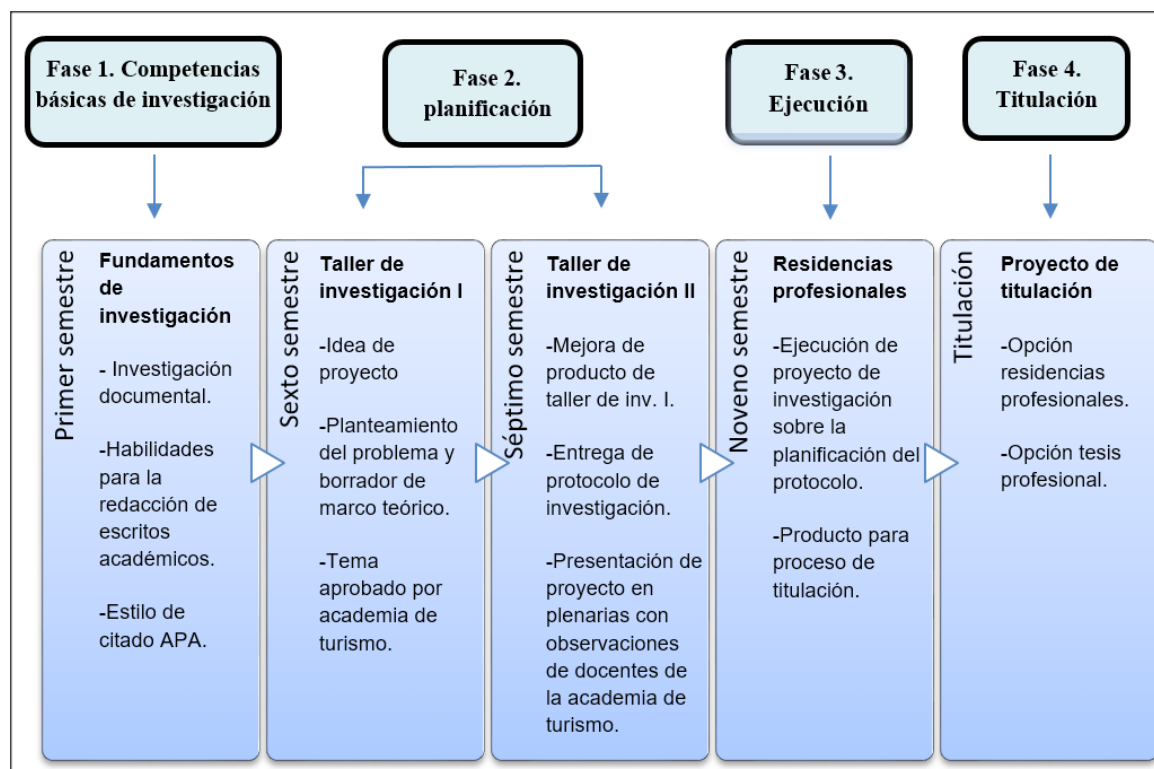 Fase 1. Competencias
básicas de investigación
Fase 2.
planificación
Fase 3.
Ejecución
Fase 4.
Titulación
Primer semestre
Fundamentos
de
investigación
- Investigación
documental.
-Habilidades
para la
redacción de
escritos
académicos.
-Estilo de
citado APA.
Sexto semestre
Taller de
investigación I
-Idea de
proyecto
-Planteamiento
del problema y
borrador de
marco teórico.
-Tema
aprobado por
academia de
turismo.
Séptimo semestre
Taller de
investigación II
-Mejora de
producto de
taller de inv. I.
-Entrega de
protocolo de
investigación.
-Presentación de
proyecto en
plenarias con
observaciones
de docentes de
la academia de
turismo.
Noveno semestre
Residencias
profesionales
-Ejecución de
proyecto de
investigación
sobre la
planificación del
protocolo.
-Producto para
proceso de
titulación.
Titulación
Proyecto de
titulación
-Opción
residencias
profesionales.
-Opción tesis
profesional.